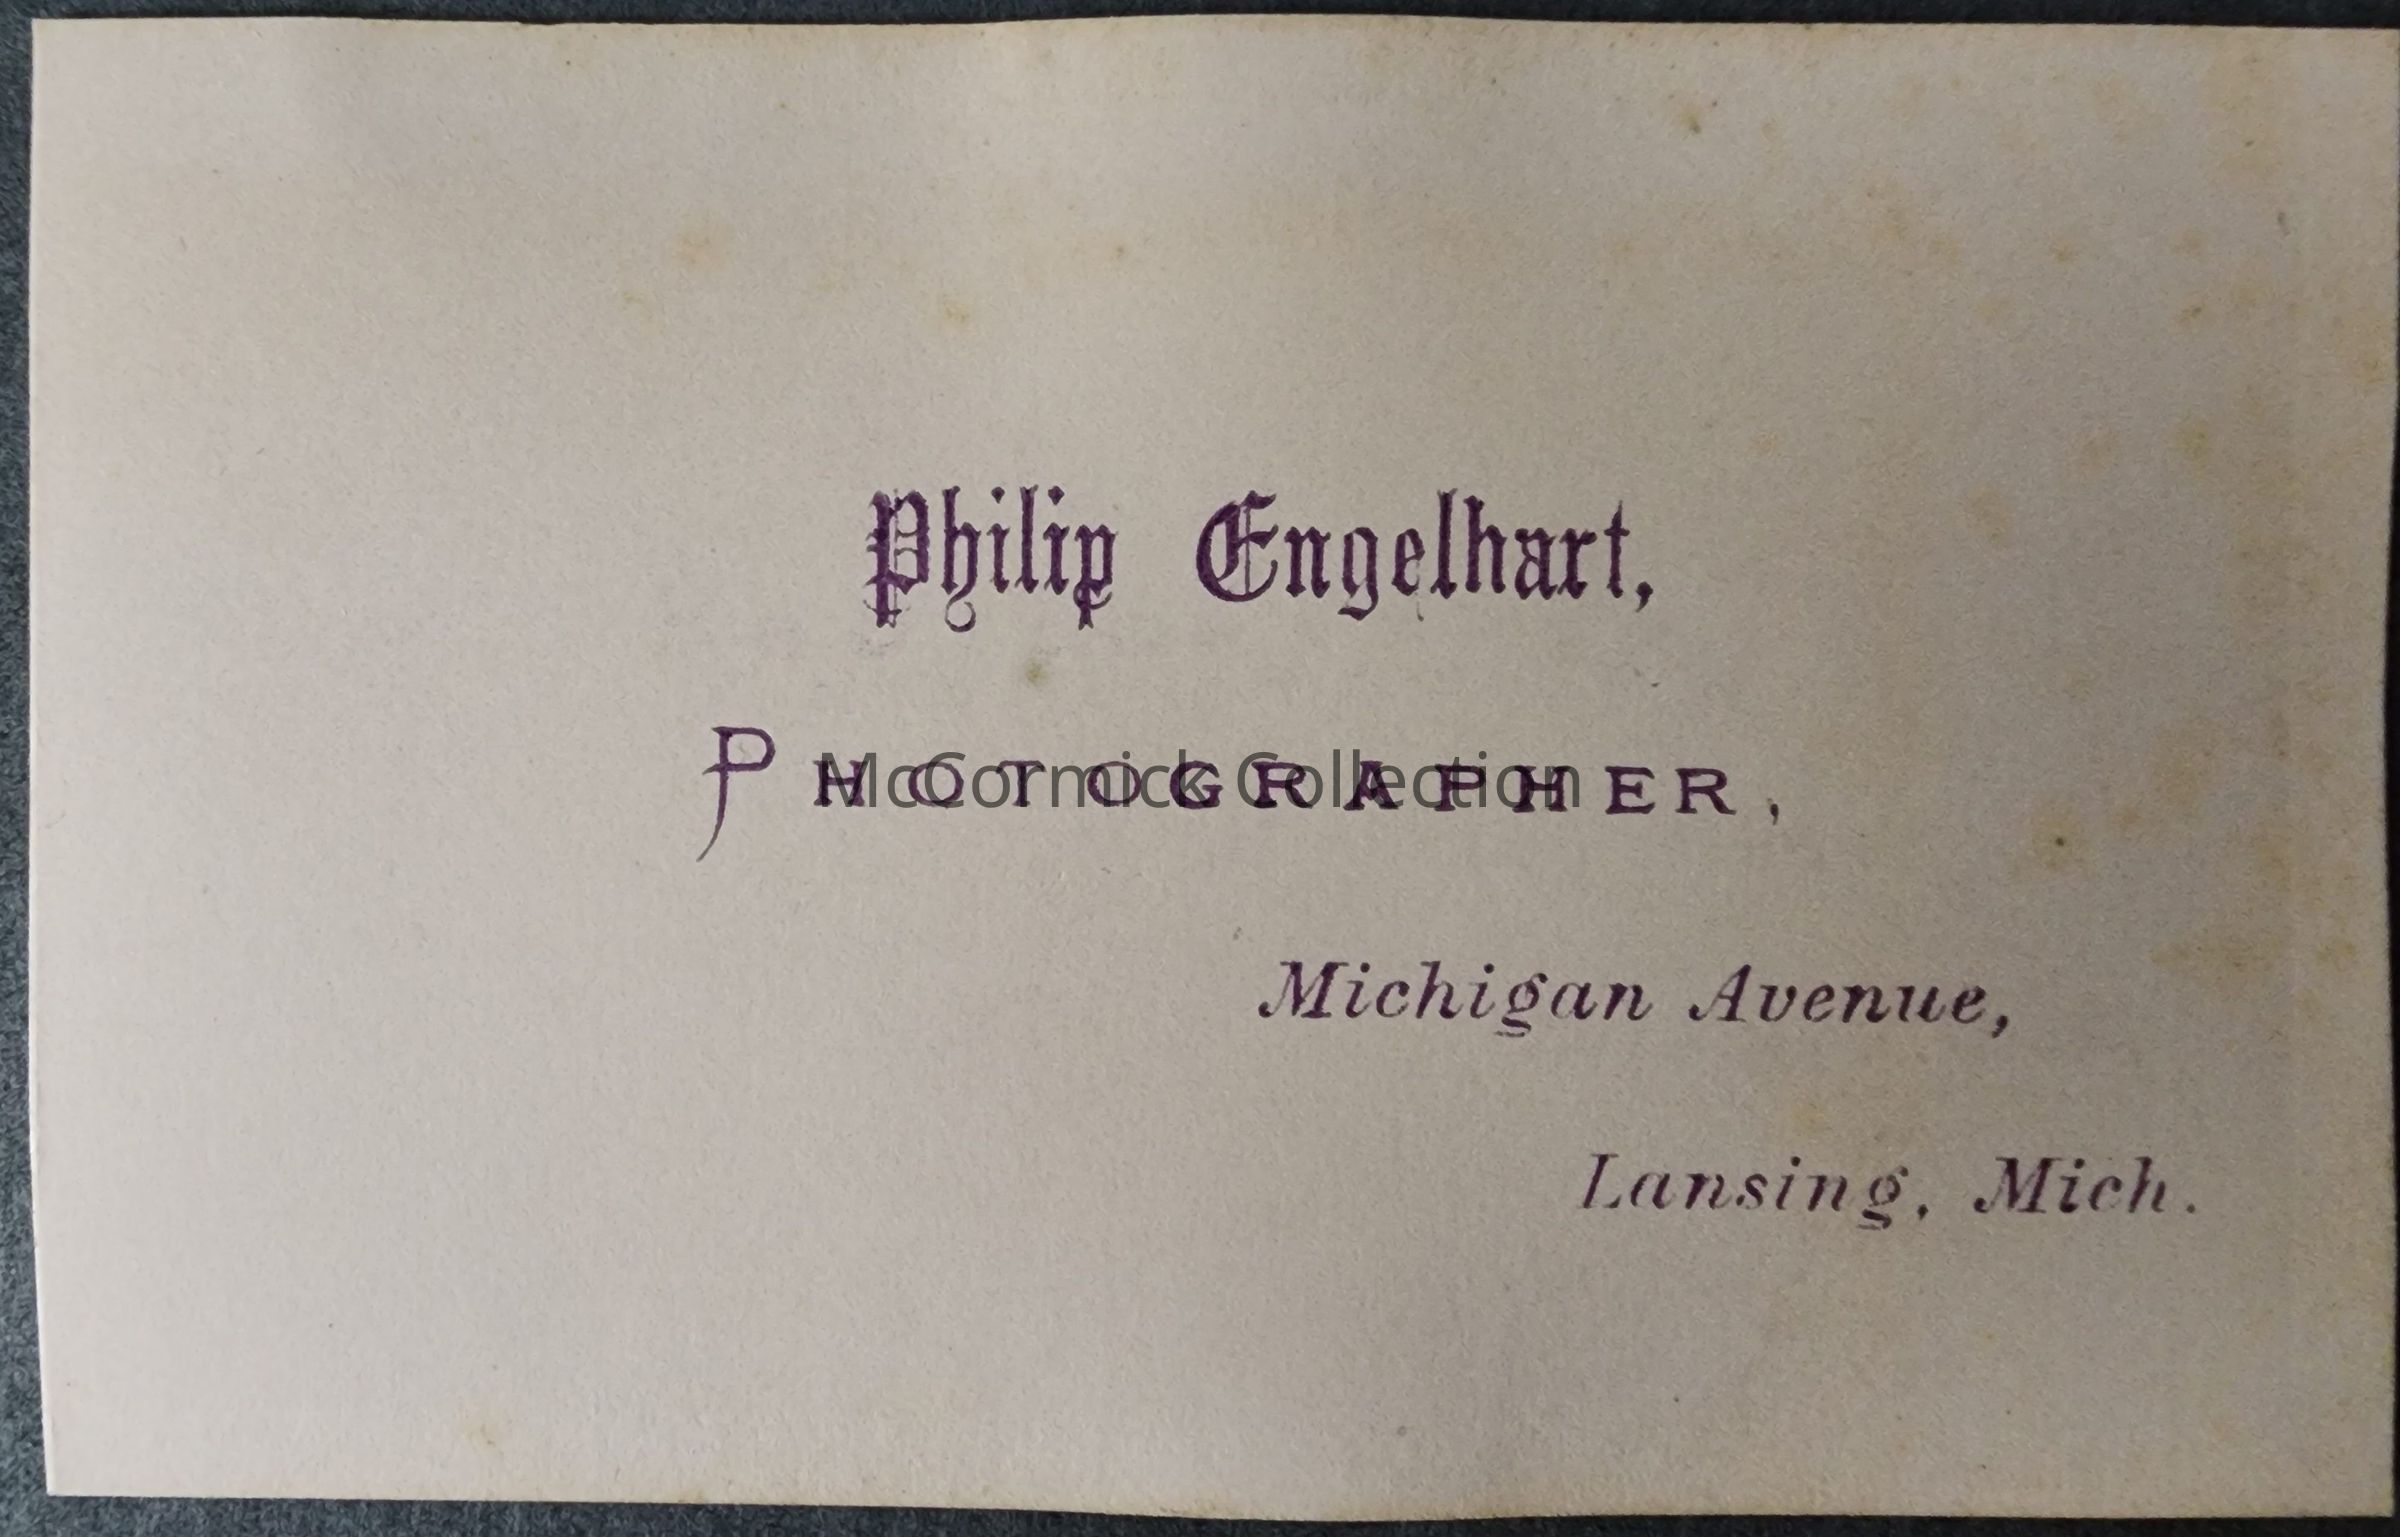 Philip Engelhart,
PHOTOGRAPHER,
McCormick Collection
Michigan Avenue,
Lansing, Mich.